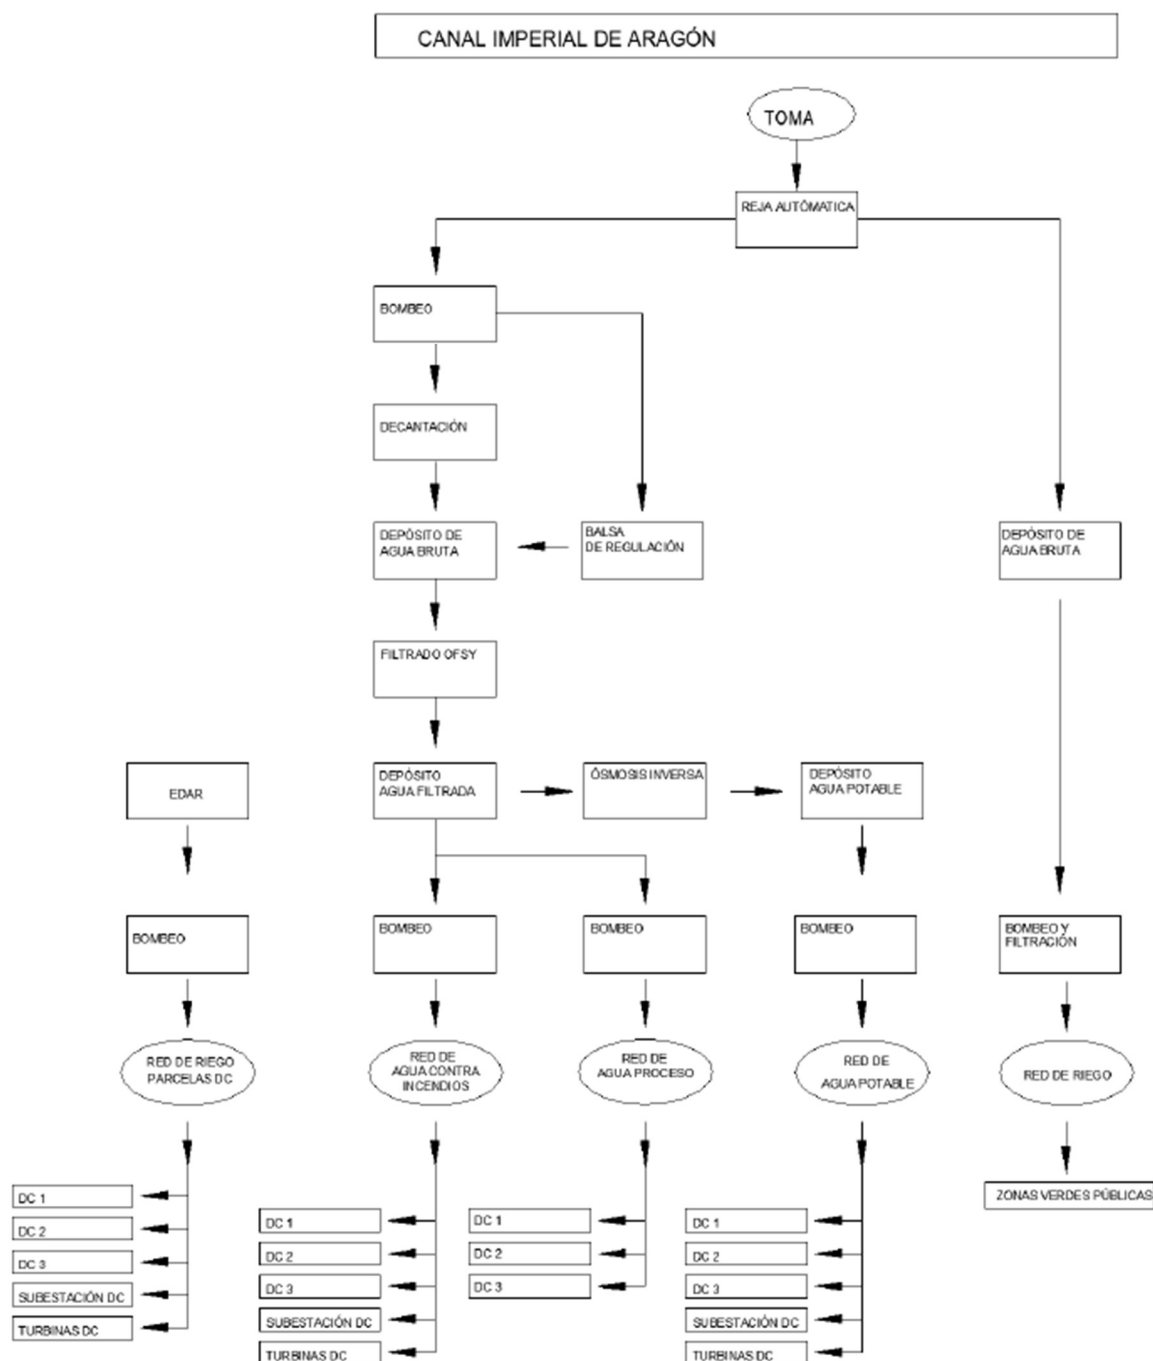 CANAL IMPERIAL DE ARAGÓN
TOMA
REJA AUTÓMATICA
BOMBEO
DECANTACIÓN
DEPÓSITO DE
AGUA BRUTA
BALSA
DE REGULACIÓN
DEPÓSITO DE
AGUA BRUTA
FILTRADO OFSY
EDAR
DEPÓSITO
AGUA FILTRADA
ÓSMOSIS INVERSA
DEPÓSITO
AGUA POTABLE
BOMBEO
BOMBEO
BOMBEO
BOMBEO
BOMBEO Y
FILTRACIÓN
RED DE RIEGO
PARCELAS DC
RED DE
AGUA CONTRA
INCENDIOS
RED DE
AGUA PROCESO
RED DE
AGUA POTABLE
RED DE RIEGO
DC 1
DC 2
DC 3
SUBESTACIÓN DC
TURBINAS DC
DC 1
DC 2
DC 3
SUBESTACIÓN DC
TURBINAS DC
DC 1
DC 2
DC 3
DC 1
DC 2
DC 3
SUBESTACIÓN DC
TURBINAS DC
ZONAS VERDES PÚBLICAS